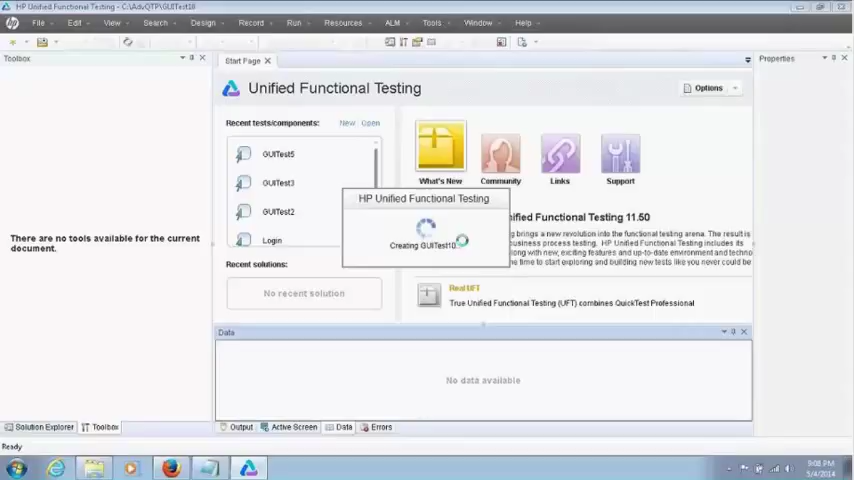 HP Unified Functional Testing - C:\AdvQTP\GUITest10
File Edit View Search Design Record Run Resources ALM Tools Window Help
Toolbox
There are no tools available for the current
document.
Start Page
Unified Functional Testing
Options
Recent tests/components: New Open
GUITest5
GUITest3
GUITest2
Login
Recent solutions:
No recent solution
What's New Community Links Support
HP Unified Functional Testing
Creating GUITest10...
nified Functional Testing 11.50
brings a new revolution into the functional testing arena. The result is
business process testing. HP Unified Functional Testing includes its
long with new, exciting features and up-to-date environment and techno
he time to start exploring and building new tests like you never could be
Real UFT
True Unified Functional Testing (UFT) combines QuickTest Professional
Properties
Data
No data available
Solution Explorer Toolbox
Output Active Screen Data Errors
Ready
9:08 PM
5/4/2014